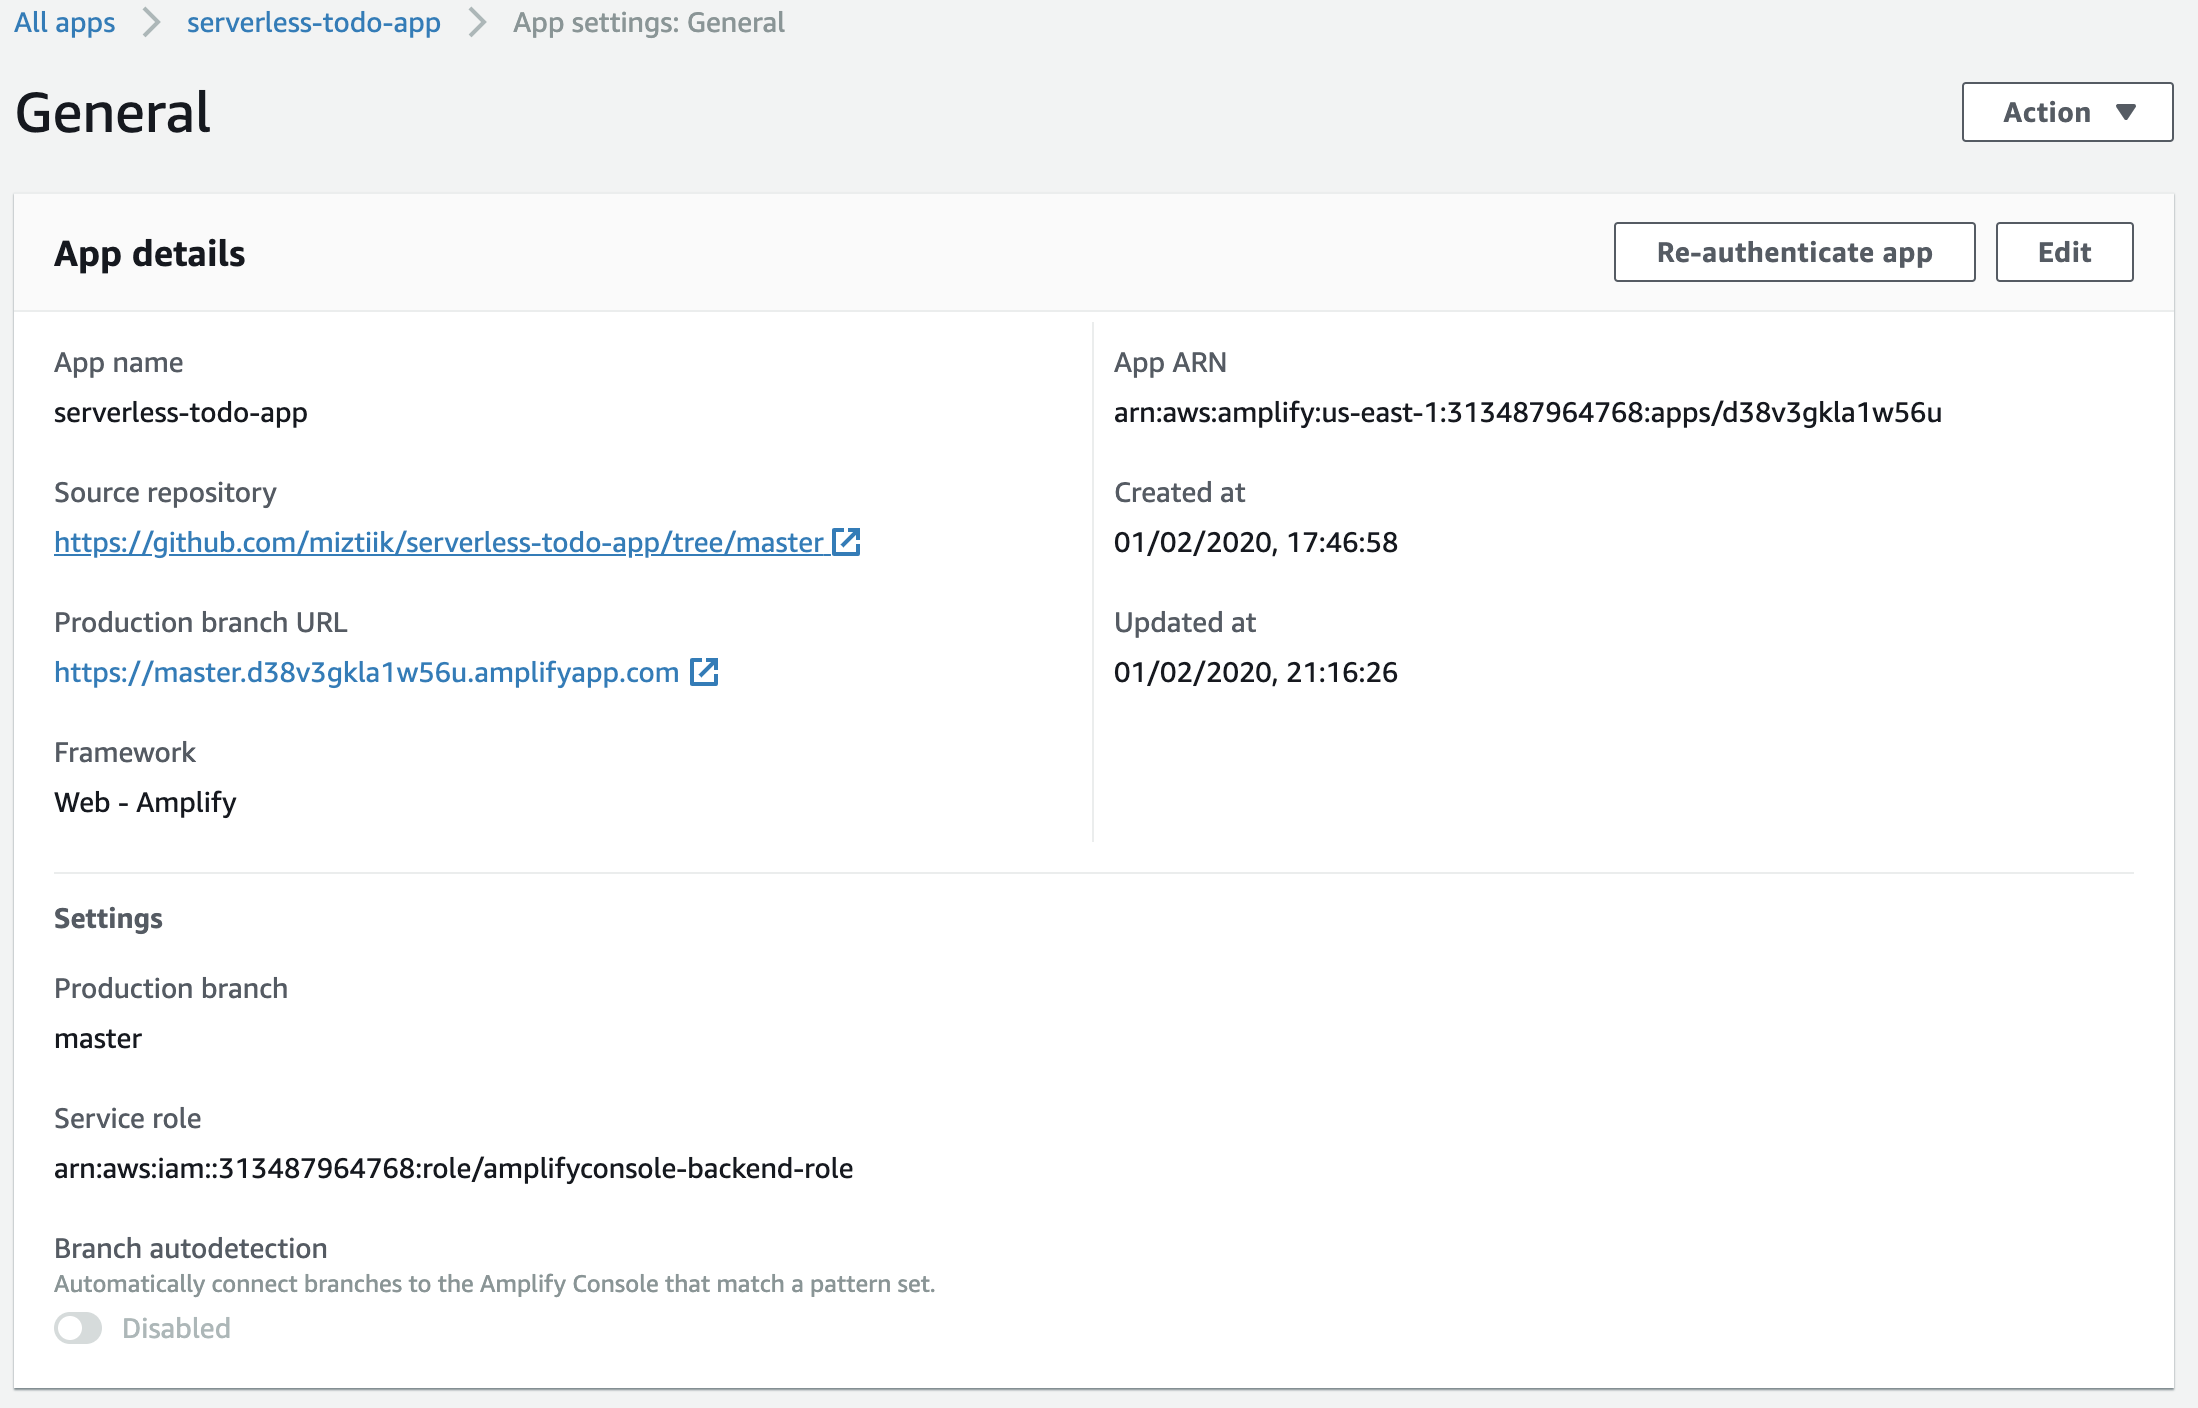 All apps > serverless-todo-app > App settings: General
General
Action
App details
Re-authenticate app
Edit
App name
serverless-todo-app
Source repository
https://github.com/miztiik/serverless-todo-app/tree/master
Production branch URL
https://master.d38v3gkla1w56u.amplifyapp.com
Framework
Web - Amplify
App ARN
arn:aws:amplify:us-east-1:313487964768:apps/d38v3gkla1w56u
Created at
01/02/2020, 17:46:58
Updated at
01/02/2020, 21:16:26
Settings
Production branch
master
Service role
arn:aws:iam::313487964768:role/amplifyconsole-backend-role
Branch autodetection
Automatically connect branches to the Amplify Console that match a pattern set.
Disabled